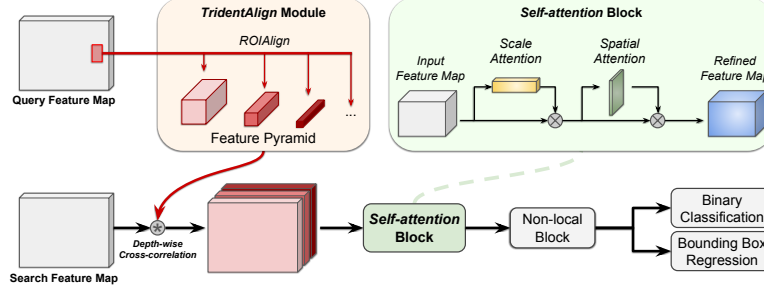 TridentAlign Module
ROIAlign
Query Feature Map
Feature Pyramid
...
Self-attention Block
Input
Feature Map
Scale
Attention
Spatial
Attention
Refined
Feature Map
Search Feature Map
Depth-wise
Cross-correlation
Self-attention
Block
Non-local
Block
Binary
Classification
Bounding Box
Regression